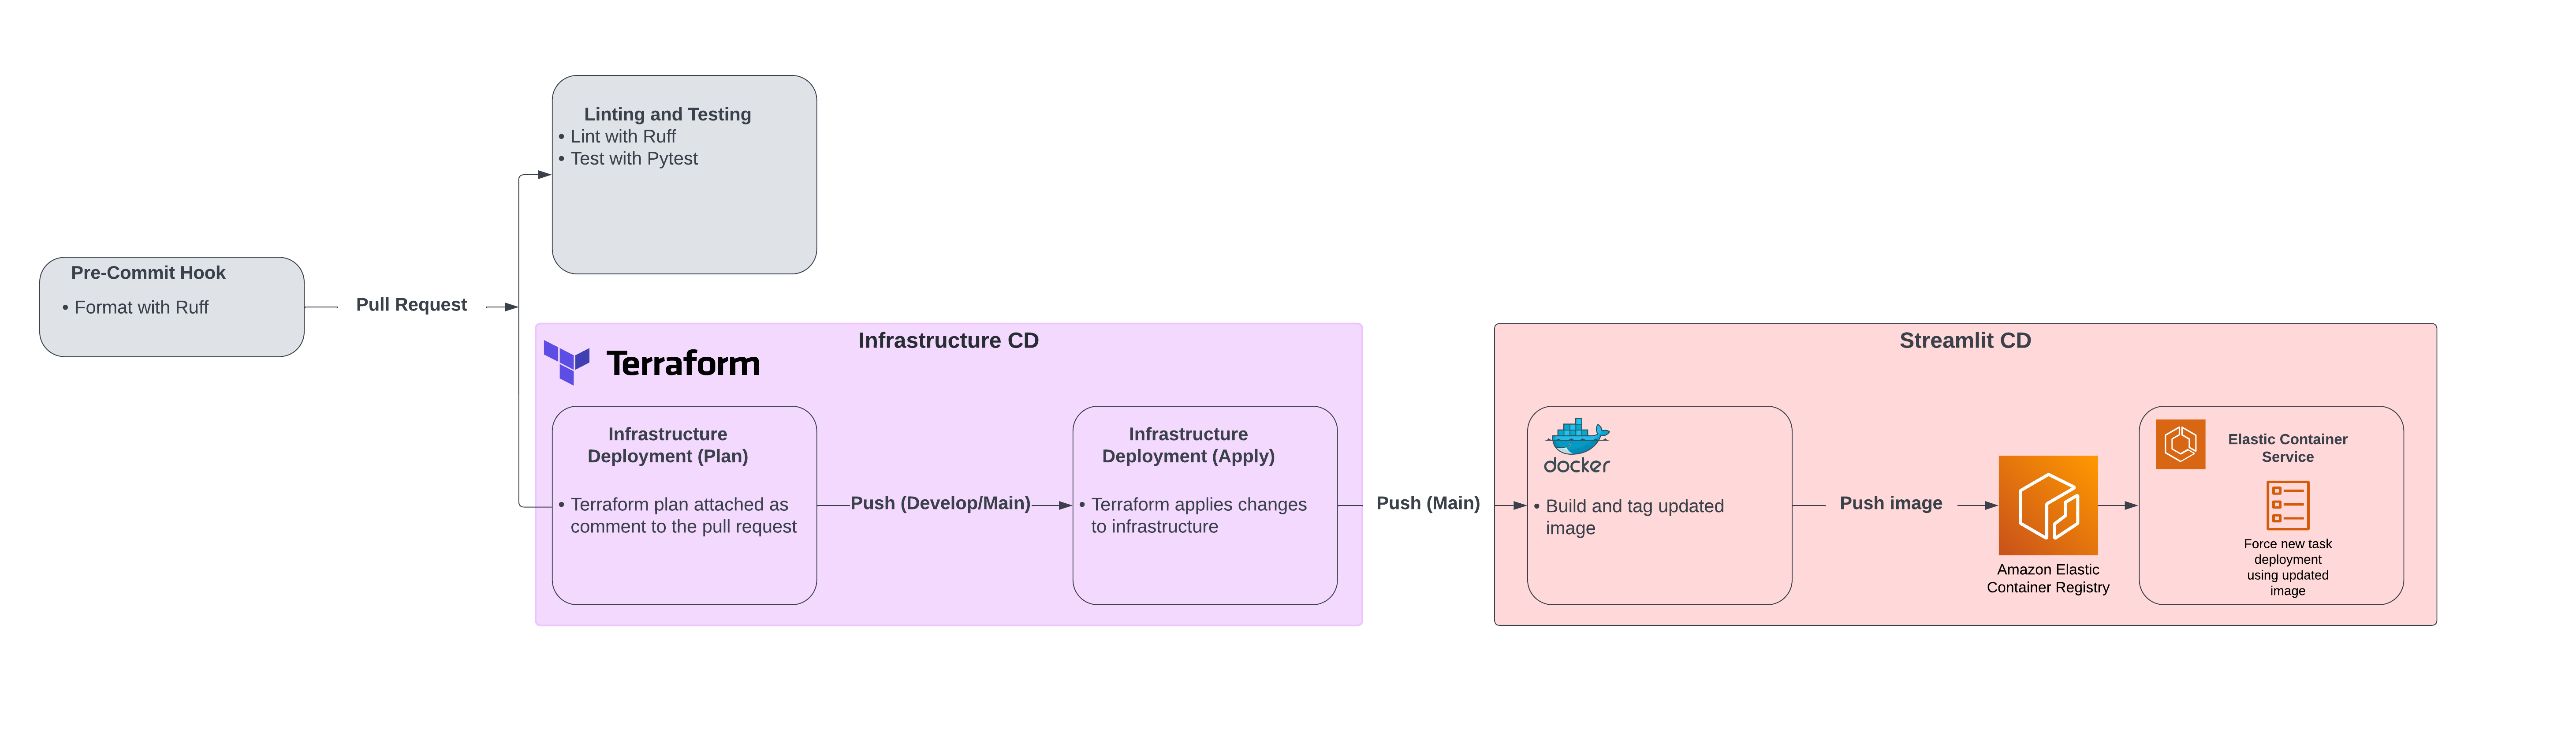 Linting and Testing
• Lint with Ruff
• Test with Pytest
Pre-Commit Hook
• Format with Ruff
Pull Request
Infrastructure CD
Terraform
Infrastructure
Deployment (Plan)
• Terraform plan attached as
comment to the pull request
Push (Develop/Main)
Infrastructure
Deployment (Apply)
• Terraform applies changes
to infrastructure
Push (Main)
Streamlit CD
docker
• Build and tag updated
image
Push image
Amazon Elastic
Container Registry
Elastic Container
Service
Force new task
deployment
using updated
image